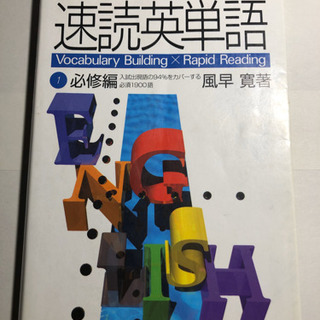 速読英単語
Vocabulary Building × Rapid Reading
1 必修編 入試出現語の94%をカバーする
必須1900語
風早 寛著
ENGLISH